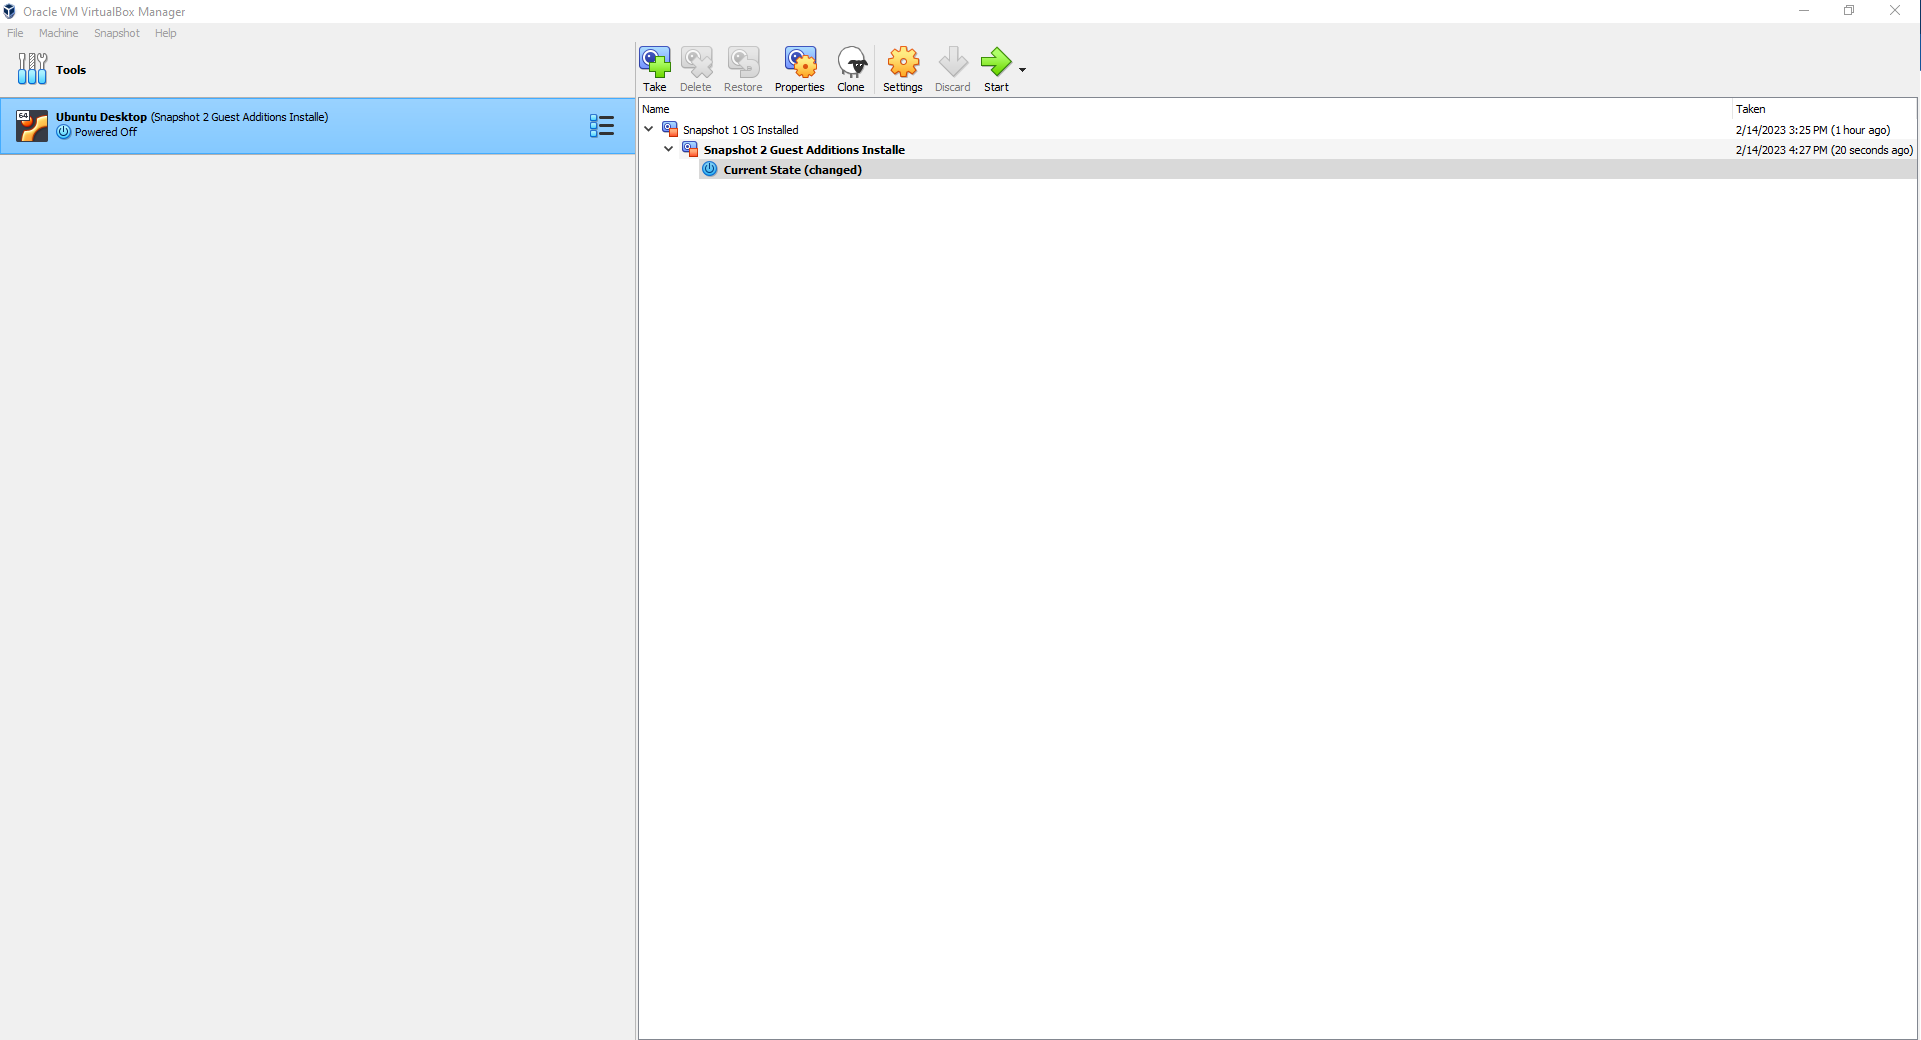 Oracle VM VirtualBox Manager
File Machine Snapshot Help
Tools
Take Delete Restore Properties Clone Settings Discard Start
64
Ubuntu Desktop (Snapshot 2 Guest Additions Installe)
Powered Off
Name Taken
Snapshot 1 OS Installed 2/14/2023 3:25 PM (1 hour ago)
Snapshot 2 Guest Additions Installe 2/14/2023 4:27 PM (20 seconds ago)
Current State (changed)